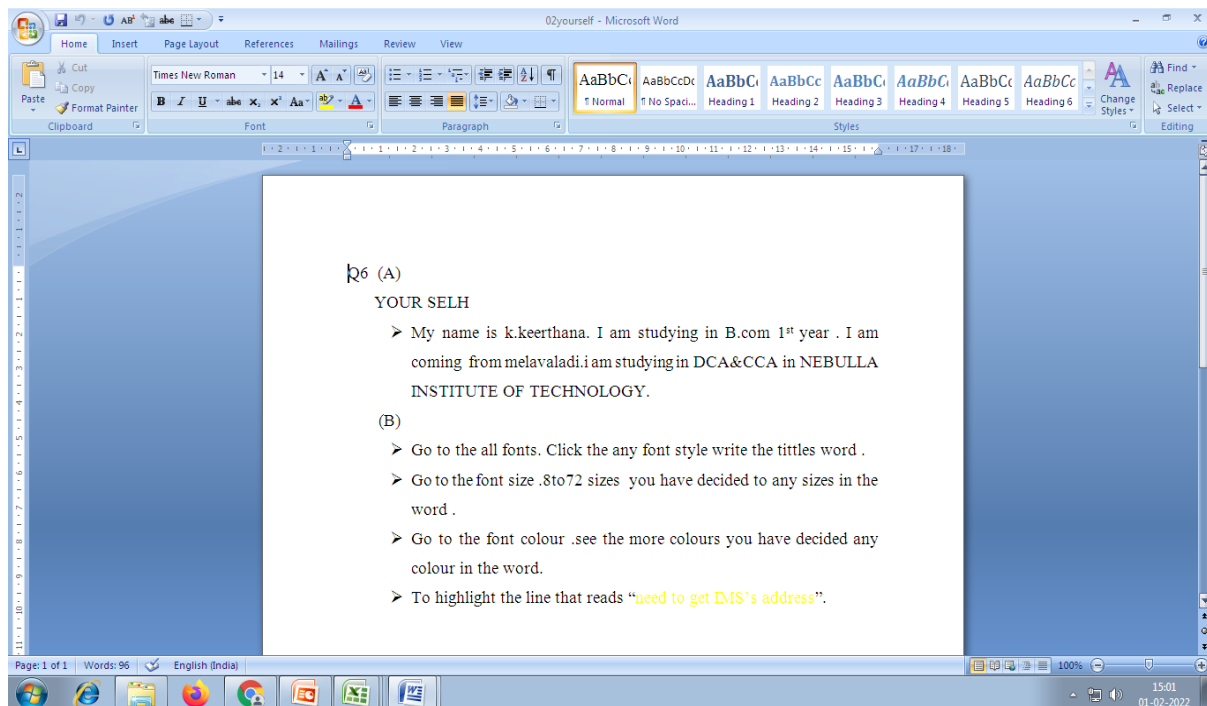 02yourself - Microsoft Word
Home Insert Page Layout References Mailings Review View
Paste
Cut
Copy
Format Painter
Clipboard
Times New Roman 14
Font
Paragraph
AaBbCc AaBbCcDc AaBbC AaBbCc AaBbC AaBbC AaBbCc AaBbCc
¶ Normal ¶ No Spaci... Heading 1 Heading 2 Heading 3 Heading 4 Heading 5 Heading 6
Change Styles
Styles
Find
Replace
Select
Editing
Q6 (A)
YOUR SELH
➢ My name is k.keerthana. I am studying in B.com 1st year . I am
coming from melavaladi.i am studying in DCA&CCA in NEBULLA
INSTITUTE OF TECHNOLOGY.
(B)
➢ Go to the all fonts. Click the any font style write the tittles word .
➢ Go to the font size .8to72 sizes you have decided to any sizes in the
word .
➢ Go to the font colour .see the more colours you have decided any
colour in the word.
➢ To highlight the line that reads “need to get IMS’s address”.
Page: 1 of 1 Words: 96 English (India) 100%
15:01
01-02-2022